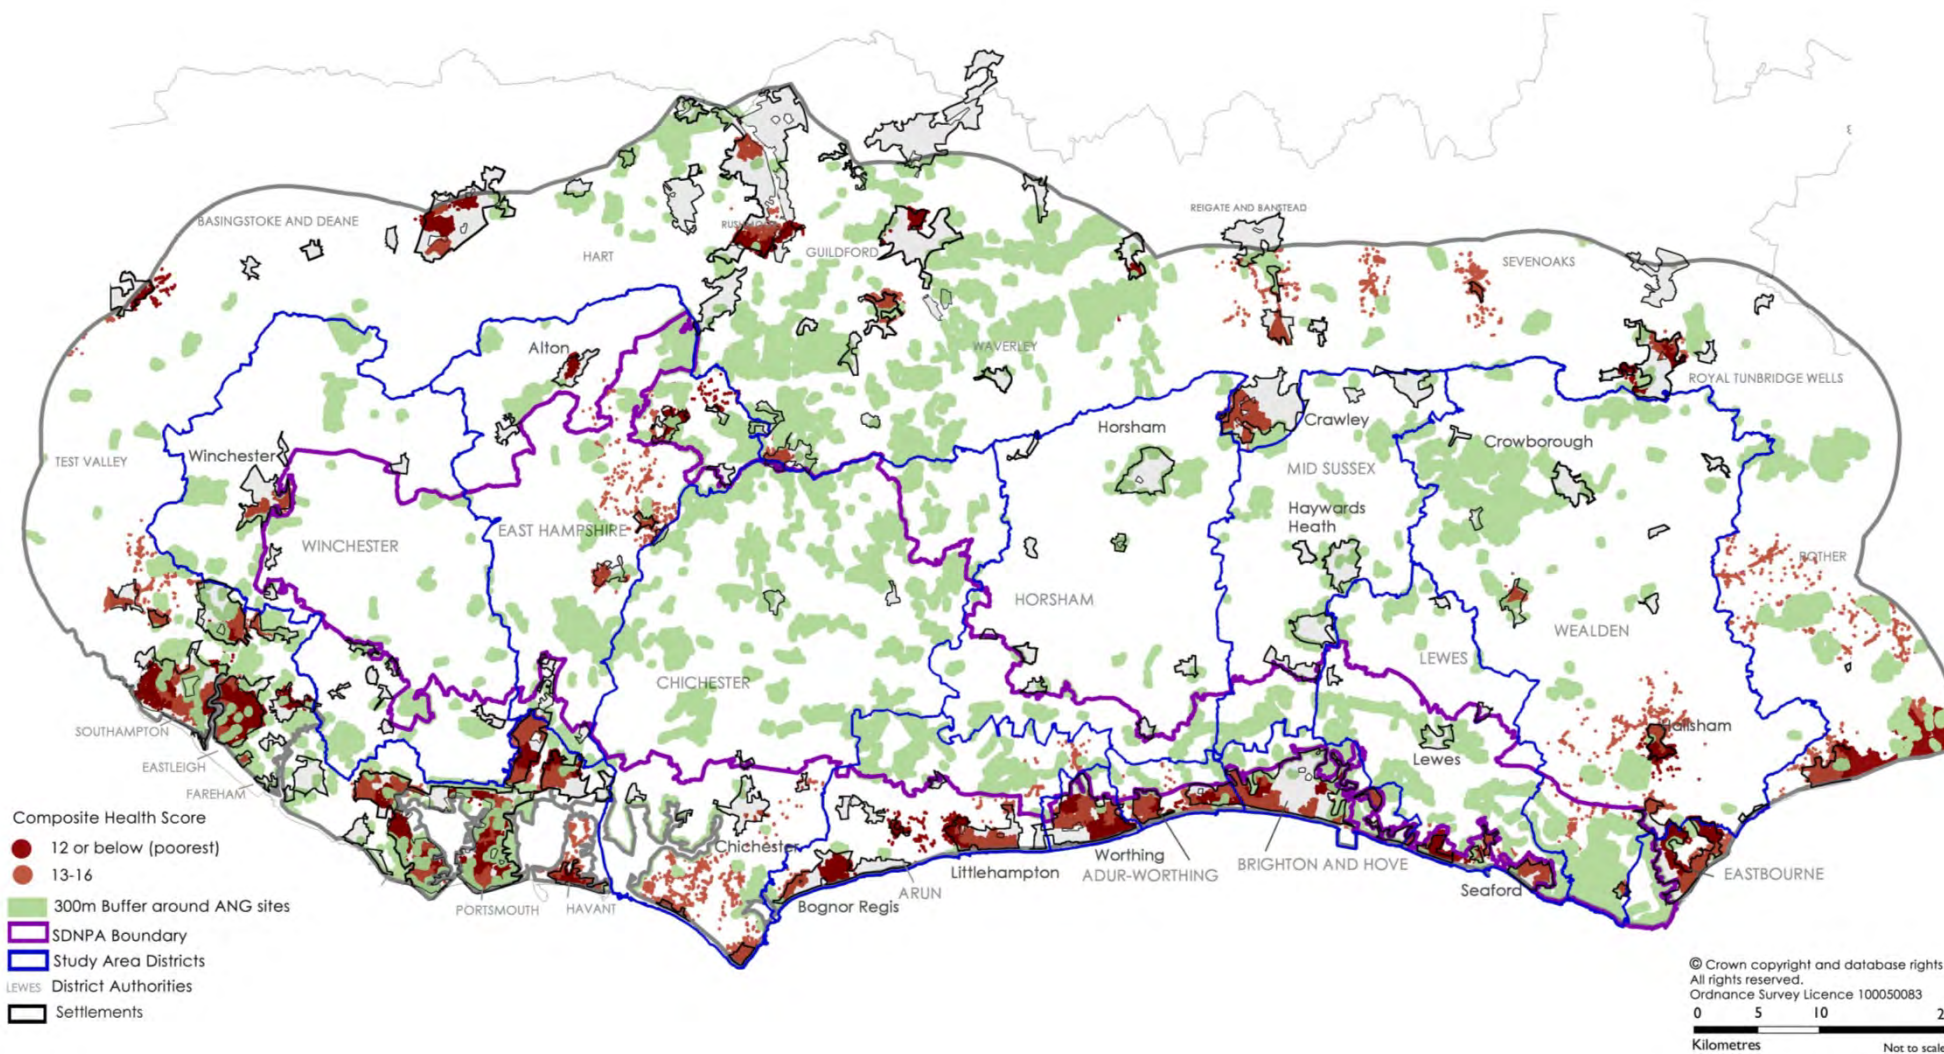 BASINGSTOKE AND DEANE
HART
RUSHMOOR
GUILDFORD
REIGATE AND BANSTEAD
SEVENOAKS
WAVERLEY
ROYAL TUNBRIDGE WELLS
Alton
TEST VALLEY
Winchester
Horsham
Crawley
Crowborough
MID SUSSEX
Haywards
Heath
WINCHESTER
EAST HAMPSHIRE
ROTHER
HORSHAM
WEALDEN
LEWES
CHICHESTER
SOUTHAMPTON
EASTLEIGH
FAREHAM
Hailsham
Lewes
Chichester
Worthing
ADUR-WORTHING
BRIGHTON AND HOVE
EASTBOURNE
Littlehampton
ARUN
Seaford
Bognor Regis
PORTSMOUTH
HAVANT
Composite Health Score
12 or below (poorest)
13-16
300m Buffer around ANG sites
SDNPA Boundary
Study Area Districts
LEWES District Authorities
Settlements
© Crown copyright and database rights
All rights reserved.
Ordnance Survey Licence 100050083
0 5 10 2
Kilometres
Not to scale